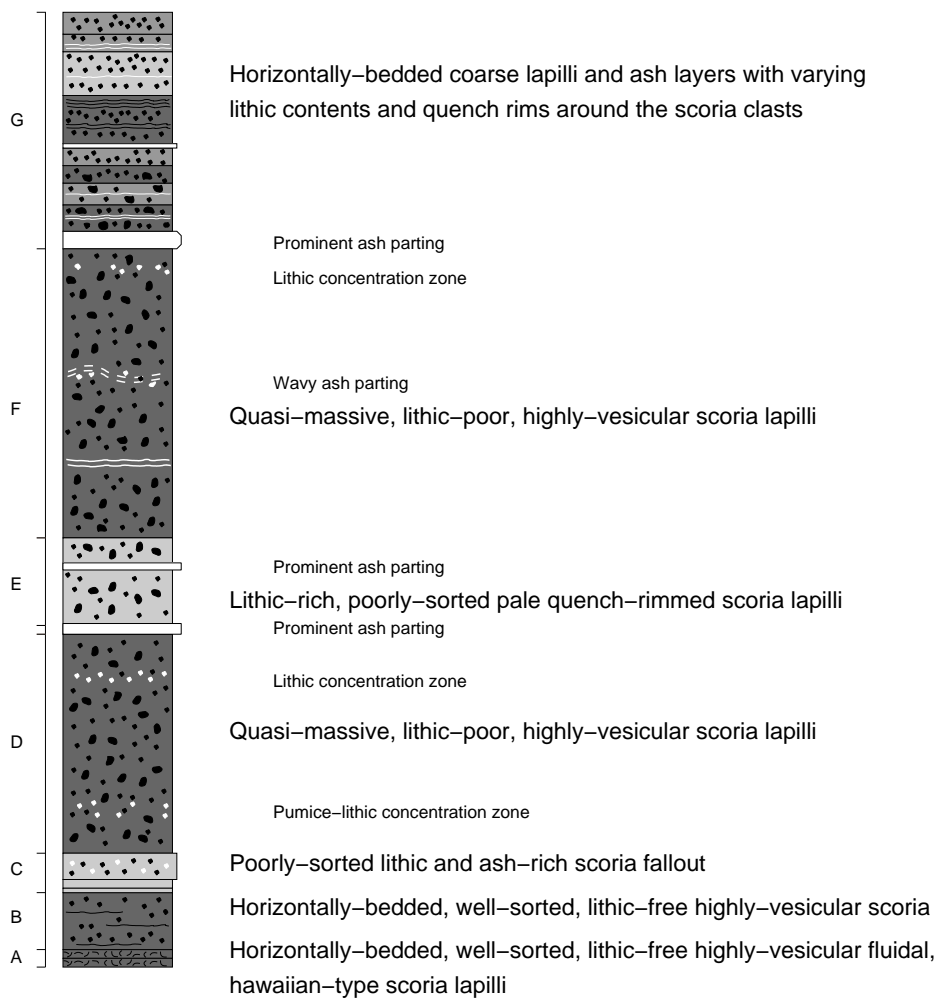 G
Horizontally−bedded coarse lapilli and ash layers with varying
lithic contents and quench rims around the scoria clasts
Prominent ash parting
Lithic concentration zone
Wavy ash parting
F
Quasi−massive, lithic−poor, highly−vesicular scoria lapilli
Prominent ash parting
E
Lithic−rich, poorly−sorted pale quench−rimmed scoria lapilli
Prominent ash parting
Lithic concentration zone
D
Quasi−massive, lithic−poor, highly−vesicular scoria lapilli
Pumice−lithic concentration zone
C
Poorly−sorted lithic and ash−rich scoria fallout
B
Horizontally−bedded, well−sorted, lithic−free highly−vesicular scoria
A
Horizontally−bedded, well−sorted, lithic−free highly−vesicular fluidal,
hawaiian−type scoria lapilli